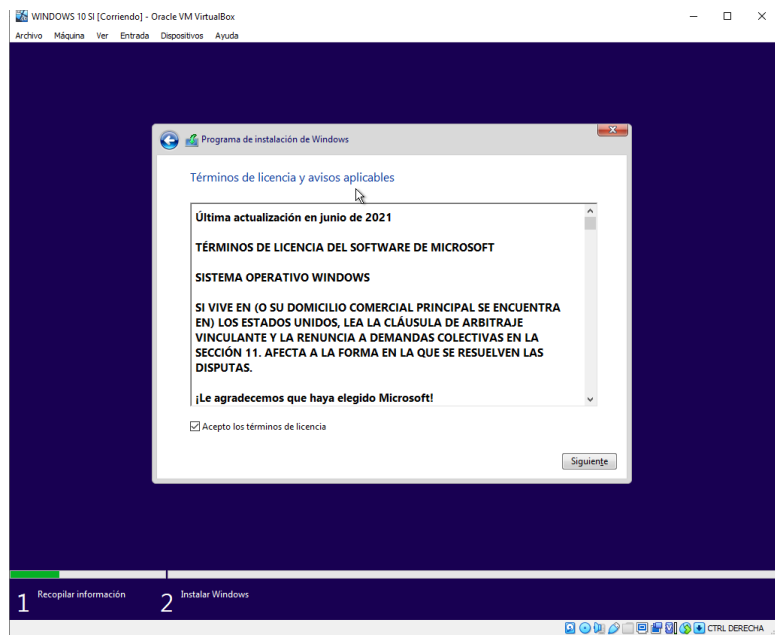 WINDOWS 10 SI [Corriendo] - Oracle VM VirtualBox
Archivo Máquina Ver Entrada Dispositivos Ayuda
Programa de instalación de Windows
Términos de licencia y avisos aplicables
Última actualización en junio de 2021
TÉRMINOS DE LICENCIA DEL SOFTWARE DE MICROSOFT
SISTEMA OPERATIVO WINDOWS
SI VIVE EN (O SU DOMICILIO COMERCIAL PRINCIPAL SE ENCUENTRA
EN) LOS ESTADOS UNIDOS, LEA LA CLÁUSULA DE ARBITRAJE
VINCULANTE Y LA RENUNCIA A DEMANDAS COLECTIVAS EN LA
SECCIÓN 11. AFECTA A LA FORMA EN LA QUE SE RESUELVEN LAS
DISPUTAS.
¡Le agradecemos que haya elegido Microsoft!
Acepto los términos de licencia
Siguiente
1 Recopilar información 2 Instalar Windows
CTRL DERECHA